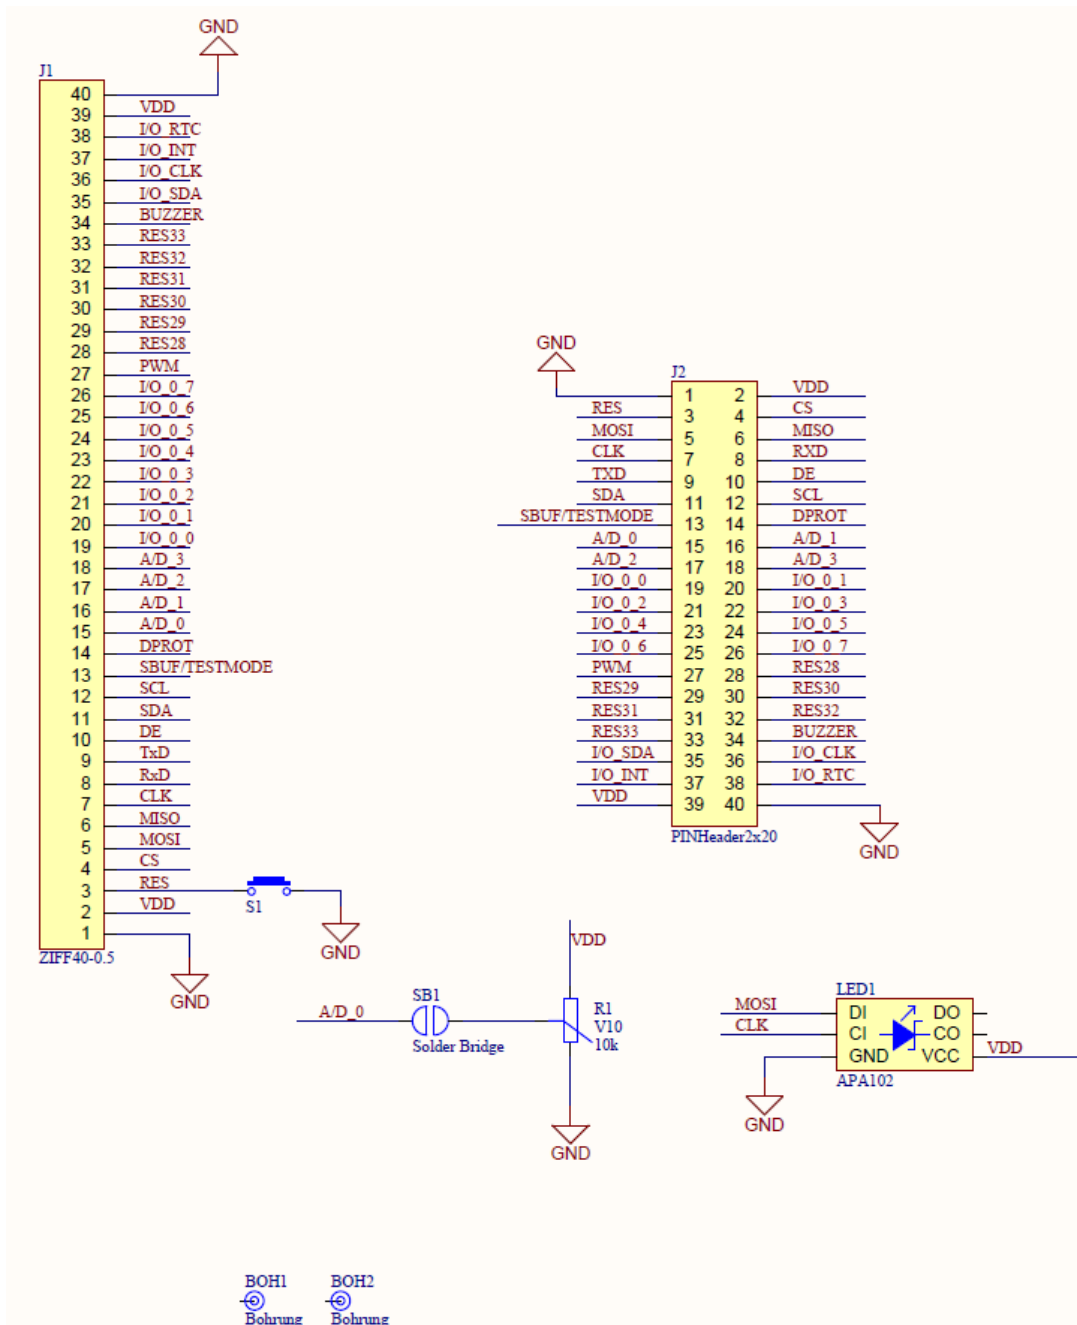 GND
J1
40
39 VDD
38 I/O_RTC
37 I/O_INT
36 I/O_CLK
35 I/O_SDA
34 BUZZER
33 RES33
32 RES32
31 RES31
30 RES30
29 RES29
28 RES28
27 PWM
26 I/O_0_7
25 I/O_0_6
24 I/O_0_5
23 I/O_0_4
22 I/O_0_3
21 I/O_0_2
20 I/O_0_1
19 I/O_0_0
18 A/D_3
17 A/D_2
16 A/D_1
15 A/D_0
14 DPROT
13 SBUF/TESTMODE
12 SCL
11 SDA
10 DE
9 TxD
8 RxD
7 CLK
6 MISO
5 MOSI
4 CS
3 RES
2 VDD
1
ZIFF40-0.5
S1
GND
GND
GND
J2
1 2 VDD
RES 3 4 CS
MOSI 5 6 MISO
CLK 7 8 RXD
TXD 9 10 DE
SDA 11 12 SCL
SBUF/TESTMODE 13 14 DPROT
A/D_0 15 16 A/D_1
A/D_2 17 18 A/D_3
I/O_0_0 19 20 I/O_0_1
I/O_0_2 21 22 I/O_0_3
I/O_0_4 23 24 I/O_0_5
I/O_0_6 25 26 I/O_0_7
PWM 27 28 RES28
RES29 29 30 RES30
RES31 31 32 RES32
RES33 33 34 BUZZER
I/O_SDA 35 36 I/O_CLK
I/O_INT 37 38 I/O_RTC
VDD 39 40
PINHeader2x20
GND
VDD
SB1
A/D_0
Solder Bridge
R1
V10
10k
GND
LED1
MOSI DI DO
CLK CI CO
GND VCC VDD
APA102
GND
BOH1 BOH2
Bohrung Bohrung